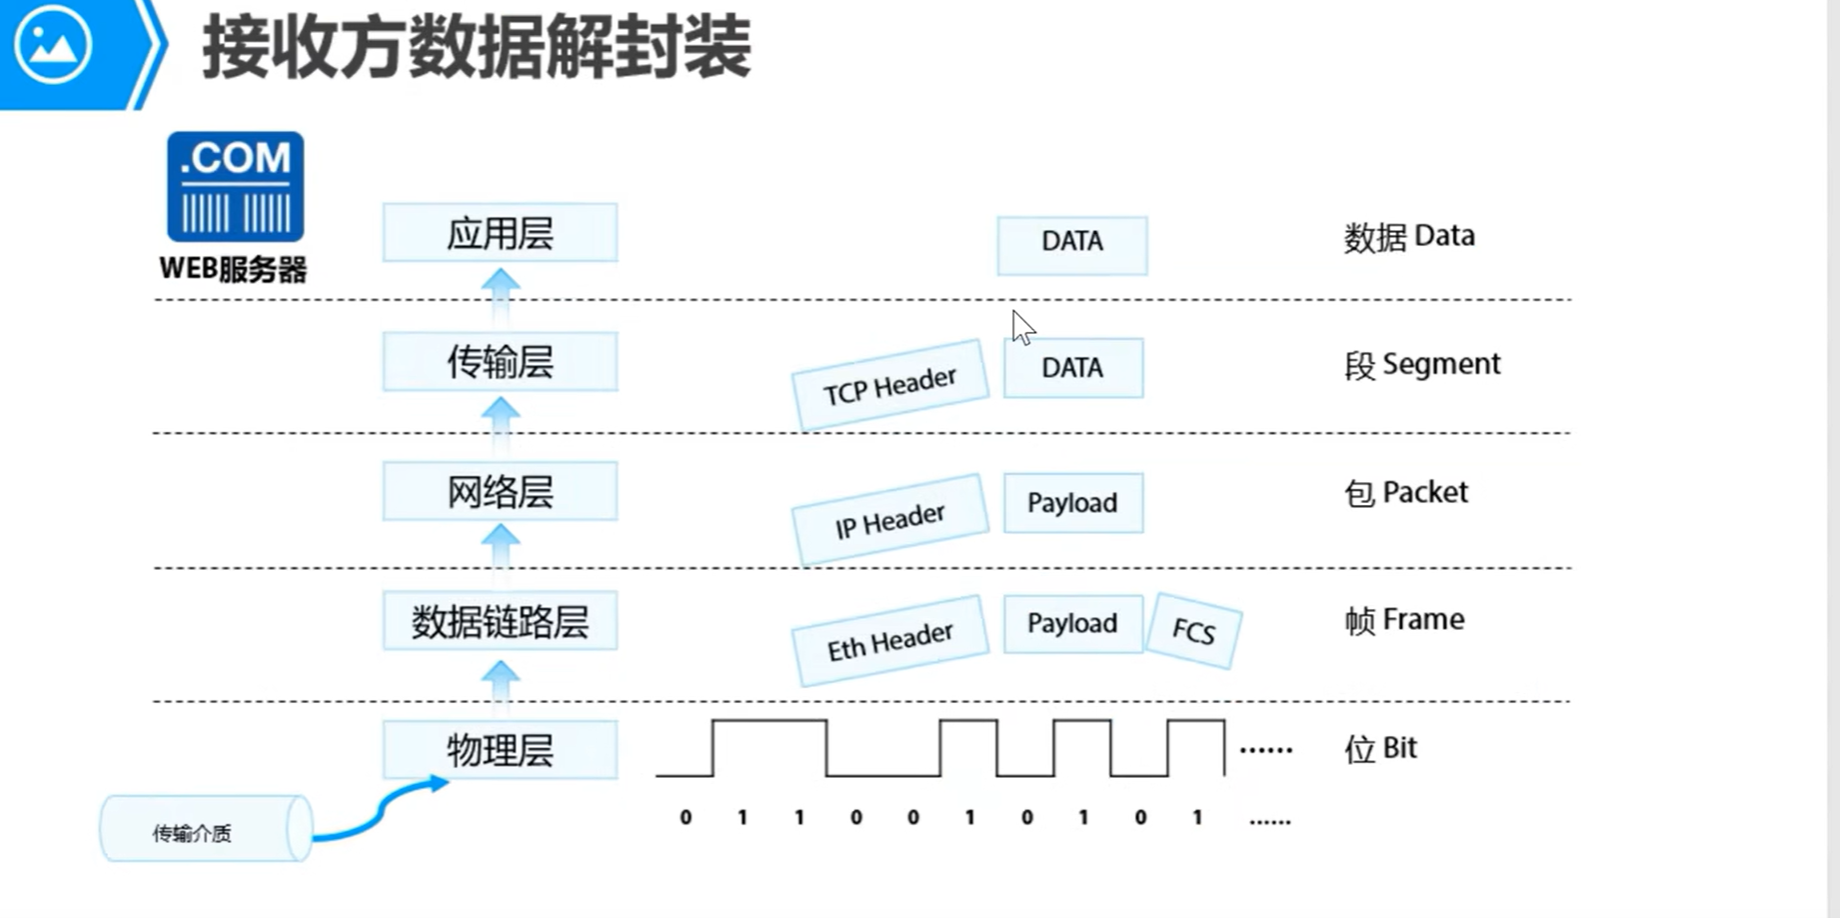 接收方数据解封装
.COM
WEB服务器
应用层
DATA
数据 Data
传输层
TCP Header
DATA
段 Segment
网络层
IP Header
Payload
包 Packet
数据链路层
Eth Header
Payload
FCS
帧 Frame
物理层
······
位 Bit
传输介质
0 1 1 0 0 1 0 1 0 1 ······